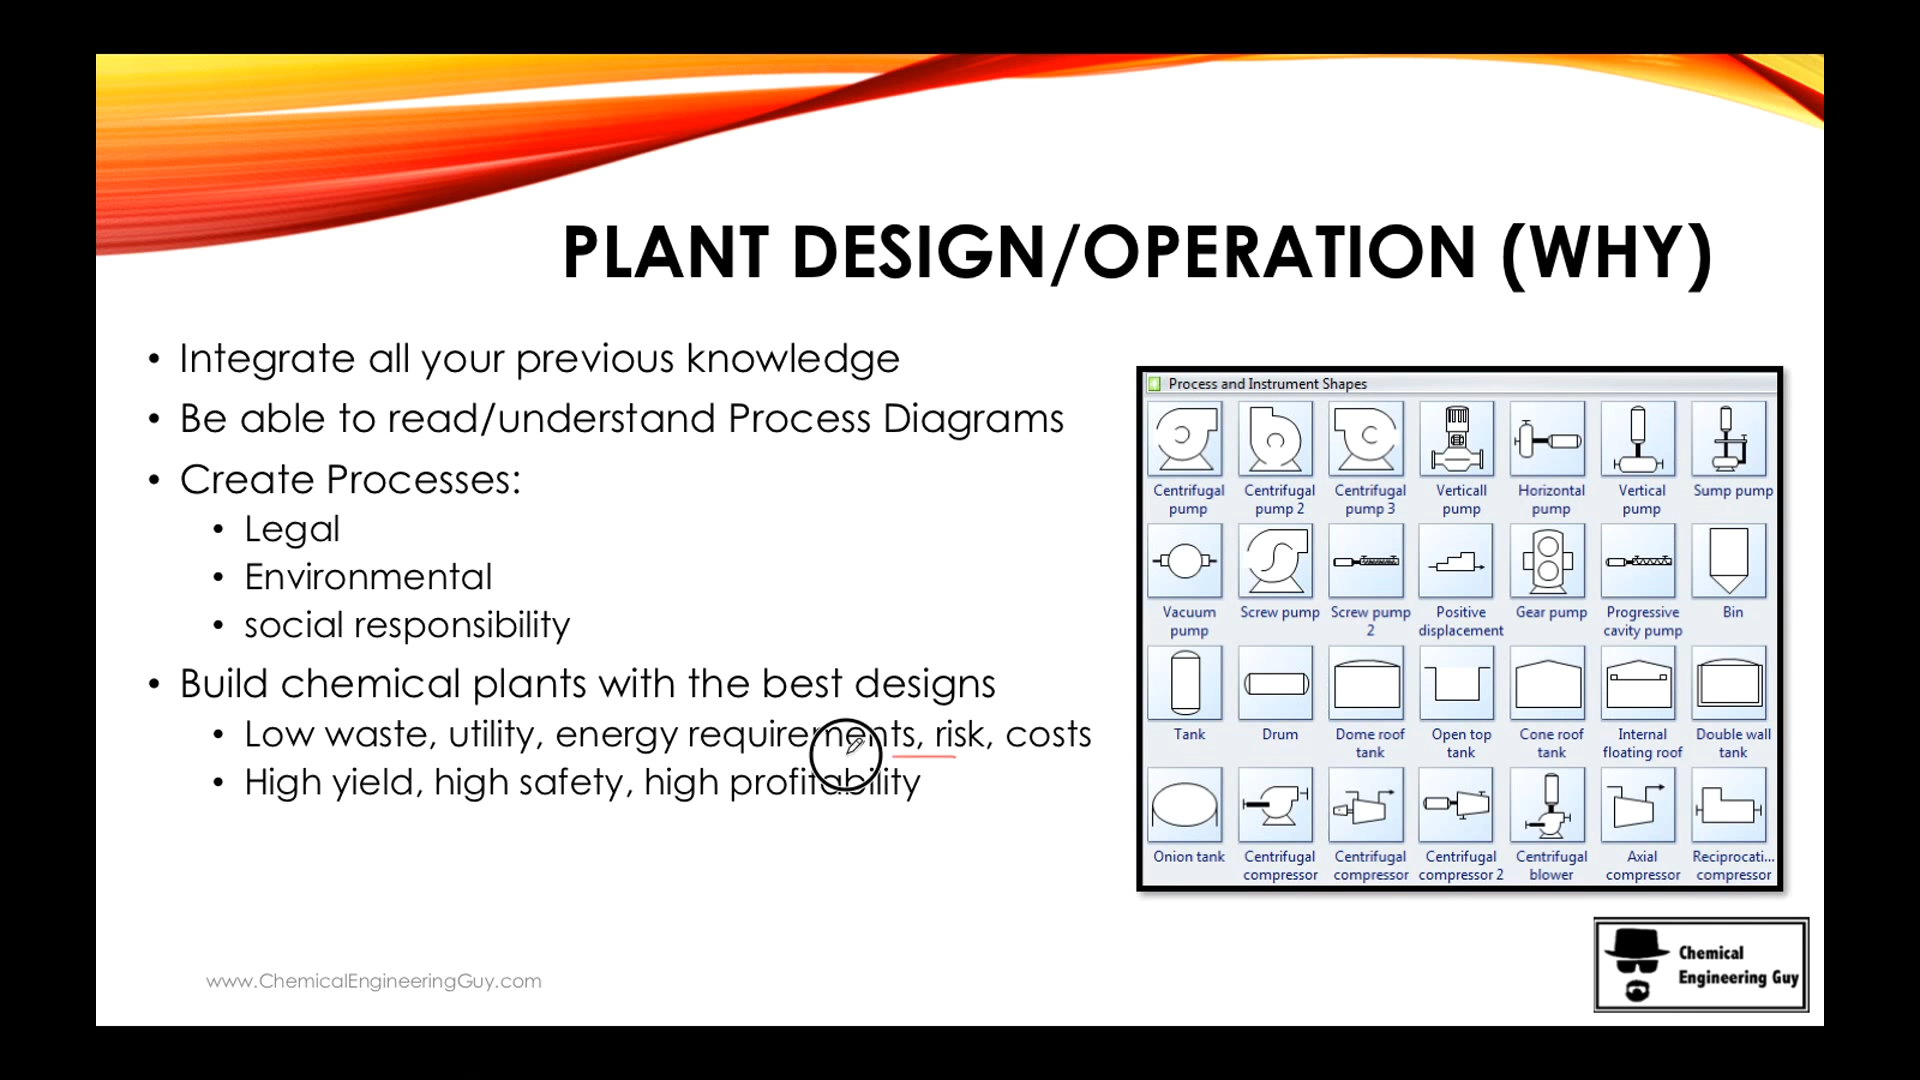 PLANT DESIGN/OPERATION (WHY)
• Integrate all your previous knowledge
• Be able to read/understand Process Diagrams
• Create Processes:
• Legal
• Environmental
• social responsibility
• Build chemical plants with the best designs
• Low waste, utility, energy requirements, risk, costs
• High yield, high safety, high profitability
Process and Instrument Shapes
Centrifugal pump
Centrifugal pump 2
Centrifugal pump 3
Verticall pump
Horizontal pump
Vertical pump
Sump pump
Vacuum pump
Screw pump
Screw pump 2
Positive displacement
Gear pump
Progressive cavity pump
Bin
Tank
Drum
Dome roof tank
Open top tank
Cone roof tank
Internal floating roof
Double wall tank
Onion tank
Centrifugal compressor
Centrifugal compressor
Centrifugal compressor 2
Centrifugal blower
Axial compressor
Reciprocati... compressor
www.ChemicalEngineeringGuy.com
Chemical
Engineering Guy